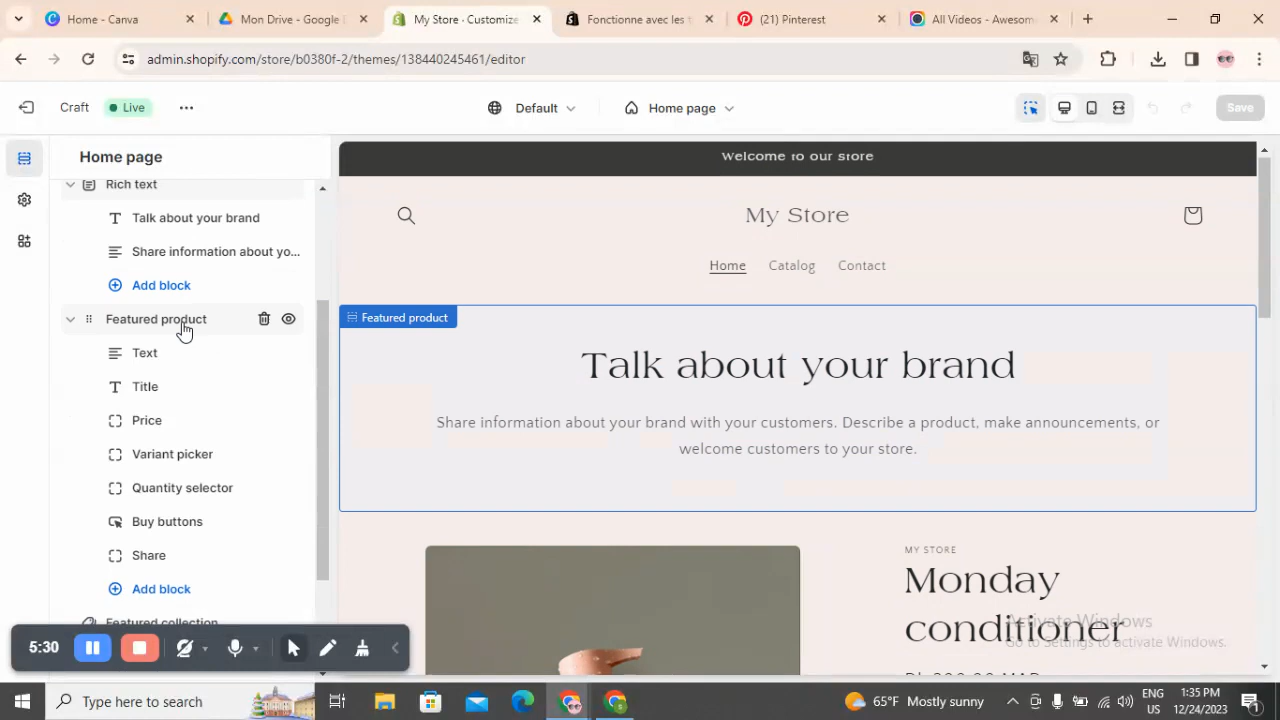 Home - Canva
Mon Drive - Google
My Store · Customize
Fonctionne avec les t
(21) Pinterest
All Videos - Awesom
admin.shopify.com/store/b0380f-2/themes/138440245461/editor
Craft
Live
Default
Home page
Save
Home page
Rich text
Talk about your brand
Share information about yo...
Add block
Featured product
Text
Title
Price
Variant picker
Quantity selector
Buy buttons
Share
Add block
Featured collection
Welcome to our store
My Store
Home
Catalog
Contact
Featured product
Talk about your brand
Share information about your brand with your customers. Describe a product, make announcements, or
welcome customers to your store.
MY STORE
Monday
conditioner
Activate Windows
Go to Settings to activate Windows.
5:30
Type here to search
65°F Mostly sunny
ENG
US
1:35 PM
12/24/2023
1